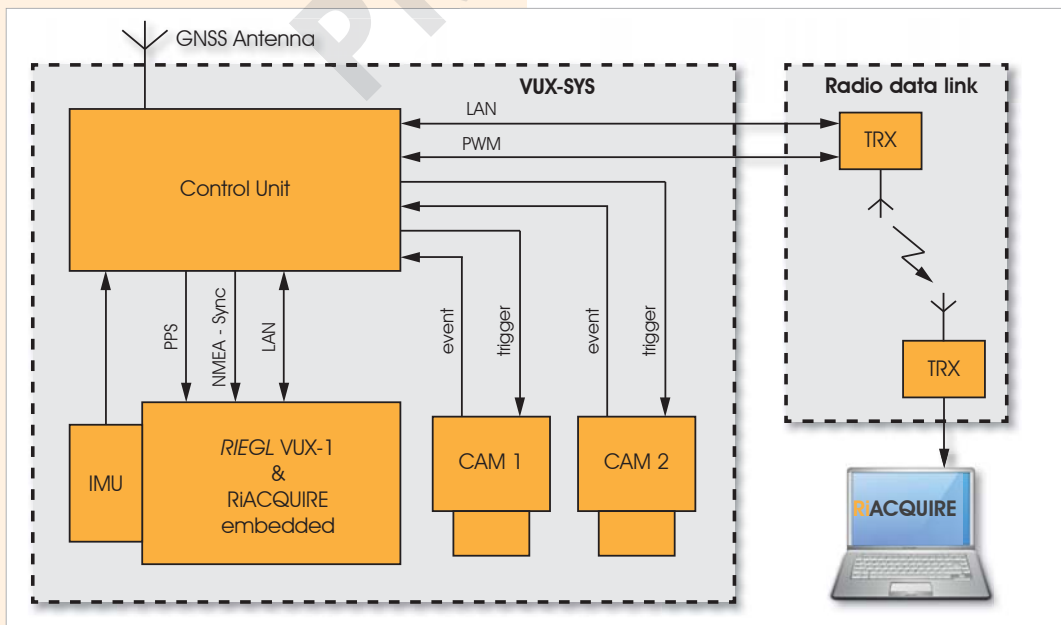 GNSS Antenna
VUX-SYS
Radio data link
LAN
PWM
TRX
Control Unit
PPS
NMEA - Sync
LAN
event
trigger
event
trigger
TRX
IMU
RIEGL VUX-1
&
RiACQUIRE
embedded
CAM 1
CAM 2
RiACQUIRE